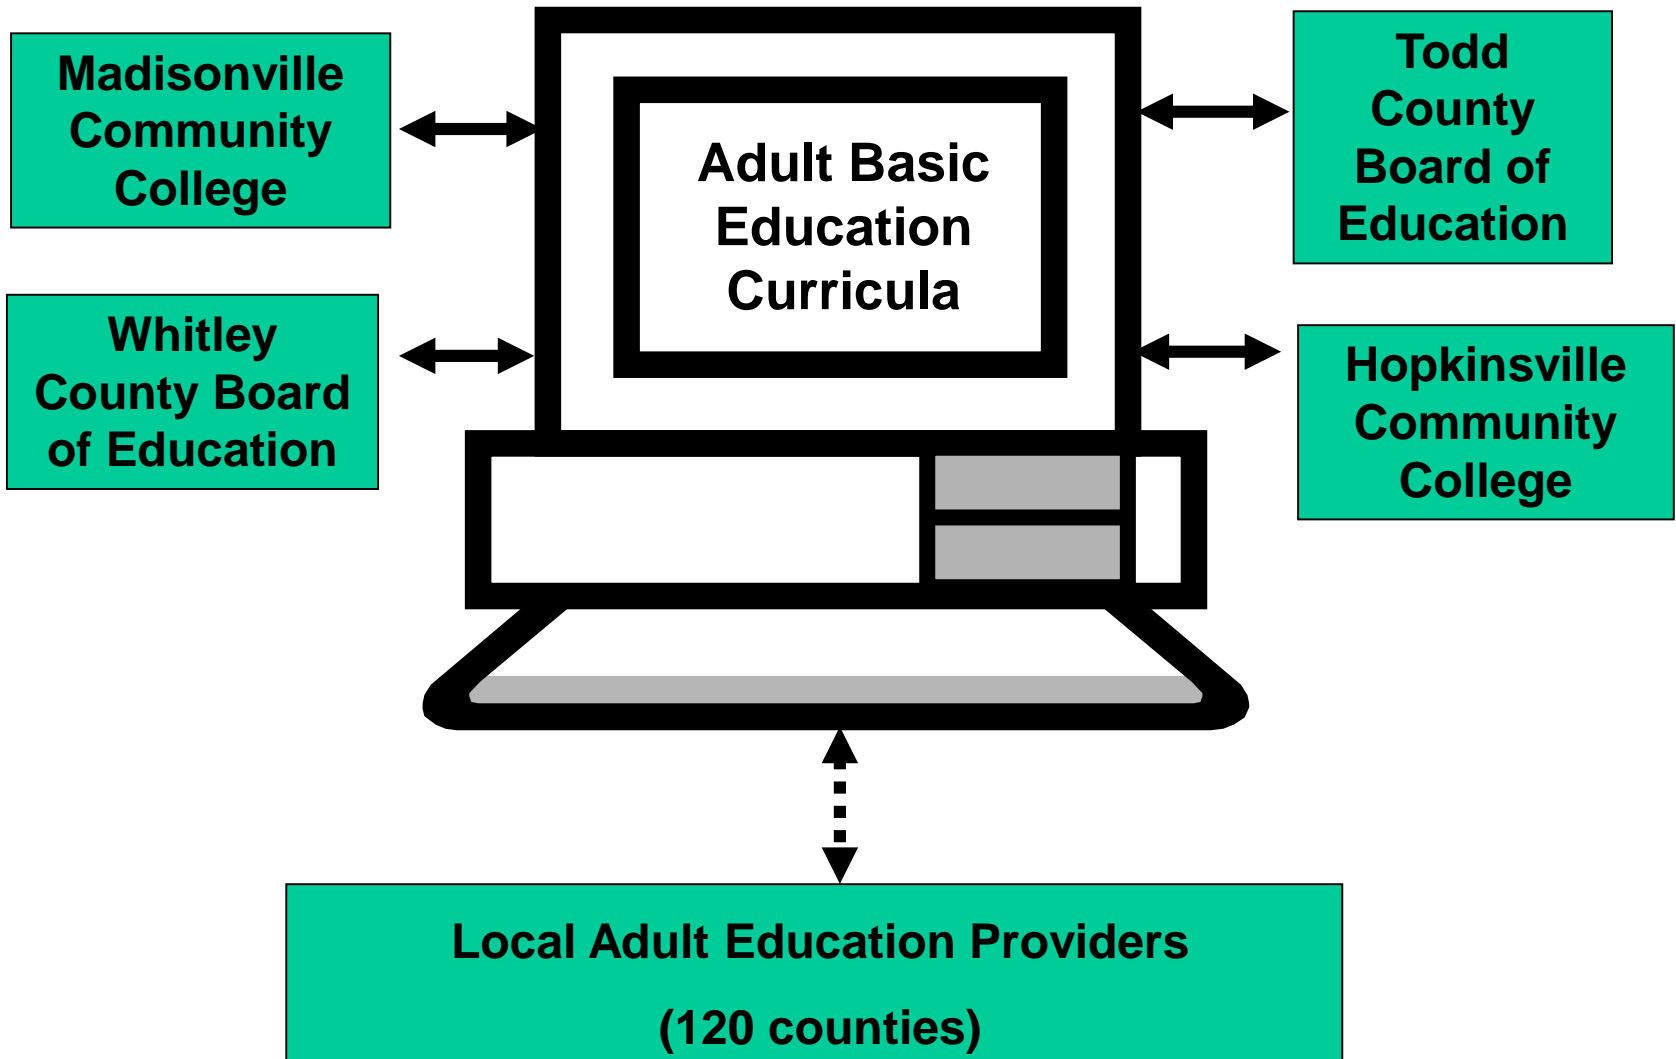 Madisonville
Community
College
Adult Basic
Education
Curricula
Todd
County
Board of
Education
Whitley
County Board
of Education
Hopkinsville
Community
College
Local Adult Education Providers
(120 counties)